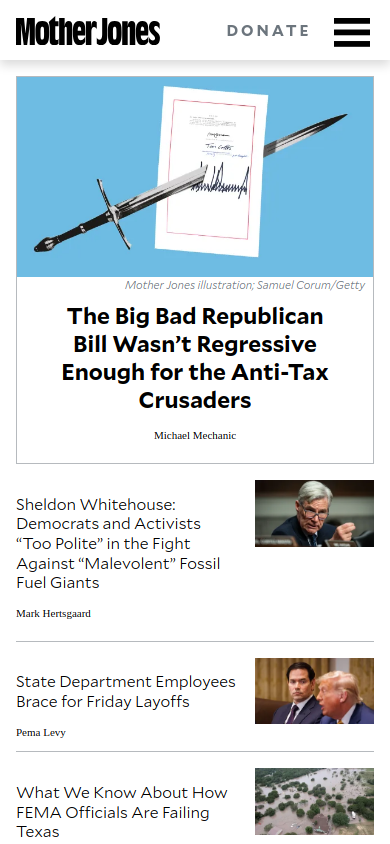 Mother Jones
DONATE
Mother Jones illustration; Samuel Corum/Getty
The Big Bad Republican
Bill Wasn’t Regressive
Enough for the Anti-Tax
Crusaders
Michael Mechanic
Sheldon Whitehouse:
Democrats and Activists
“Too Polite” in the Fight
Against “Malevolent” Fossil
Fuel Giants
Mark Hertsgaard
State Department Employees
Brace for Friday Layoffs
Pema Levy
What We Know About How
FEMA Officials Are Failing
Texas